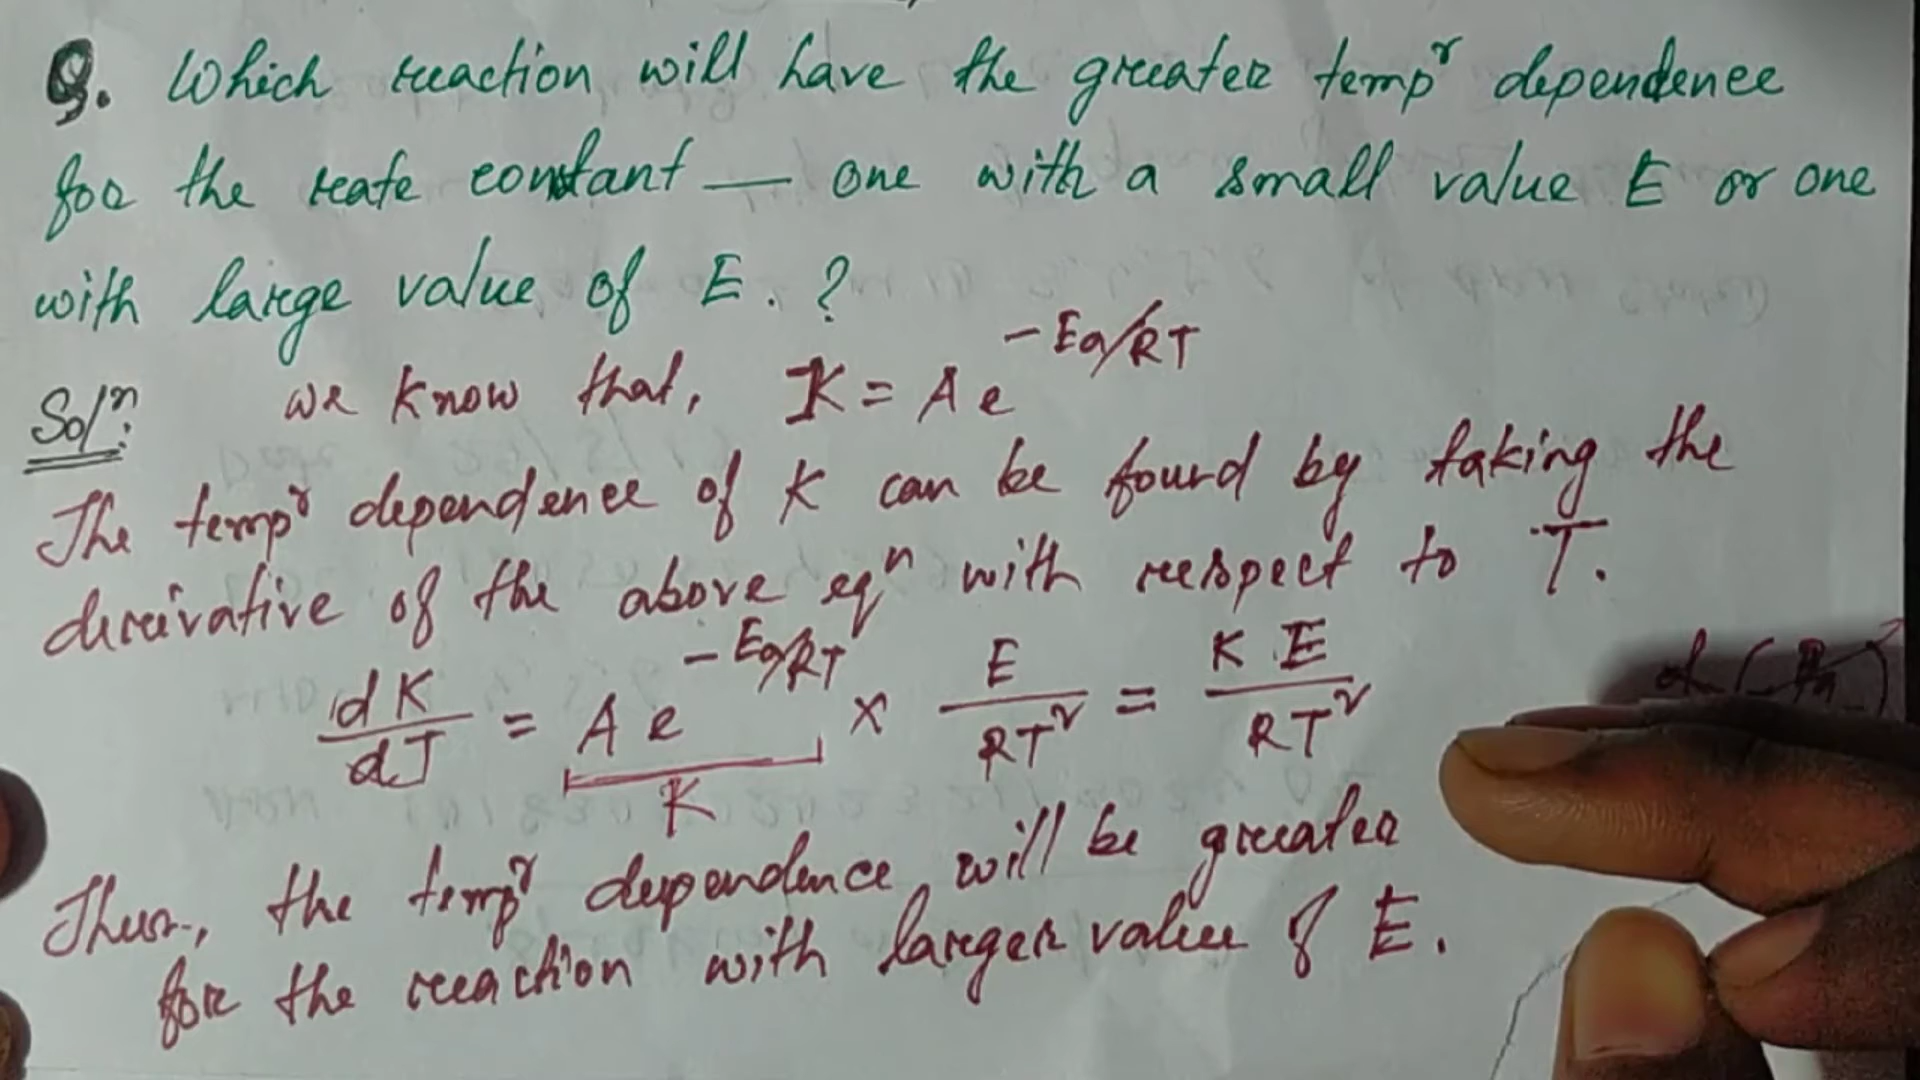 Q. Which reaction will have the greater tempʳ dependence
for the rate constant — one with a small value E or one
with large value of E. ?
Solⁿ: we know that, K = A e^(-Ea/RT)
The tempʳ dependence of K can be found by taking the
derivative of the above eqⁿ with respect to T.
dK/dT = A e^(-Ea/RT) × E/RT² = K E/RT²
K
Thus, the tempʳ dependence will be greater
for the reaction with larger value of E.